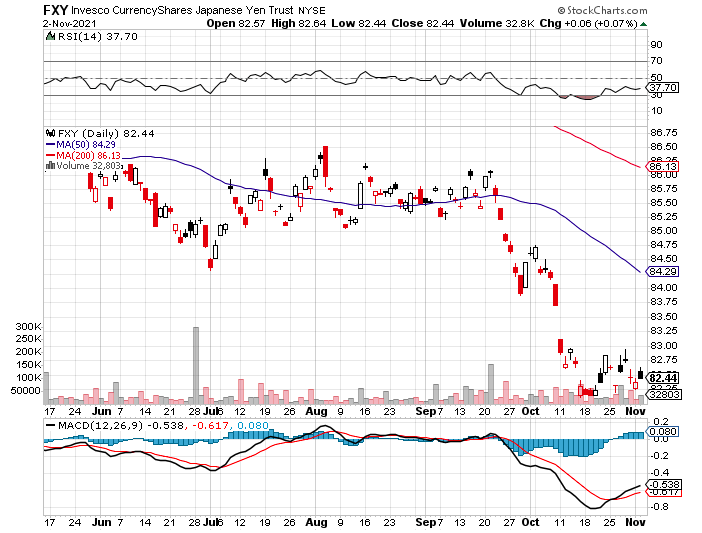 FXY Invesco CurrencyShares Japanese Yen Trust NYSE © StockCharts.com
2-Nov-2021 Open 82.57 High 82.64 Low 82.44 Close 82.44 Volume 32.8K Chg +0.06 (+0.07%)
RSI(14) 37.70
90
70
50
37.70
30
10
FXY (Daily) 82.44
MA(50) 84.29
MA(200) 86.13
Volume 32,803
86.75
86.50
86.13
86.00
85.75
85.50
85.25
85.00
84.75
84.50
84.29
84.00
83.75
83.50
83.25
83.00
82.75
82.44
32803
300K
250K
200K
150K
100K
50000
17 24 Jun 7 14 21 28 Jul 6 12 19 26 Aug 9 16 23 Sep 7 13 20 27 Oct 11 18 25 Nov
MACD(12,26,9) -0.538, -0.617, 0.080
0.2
0.080
0.0
-0.2
-0.4
-0.538
-0.617
-0.8
17 24 Jun 7 14 21 28 Jul 6 12 19 26 Aug 9 16 23 Sep 7 13 20 27 Oct 11 18 25 Nov